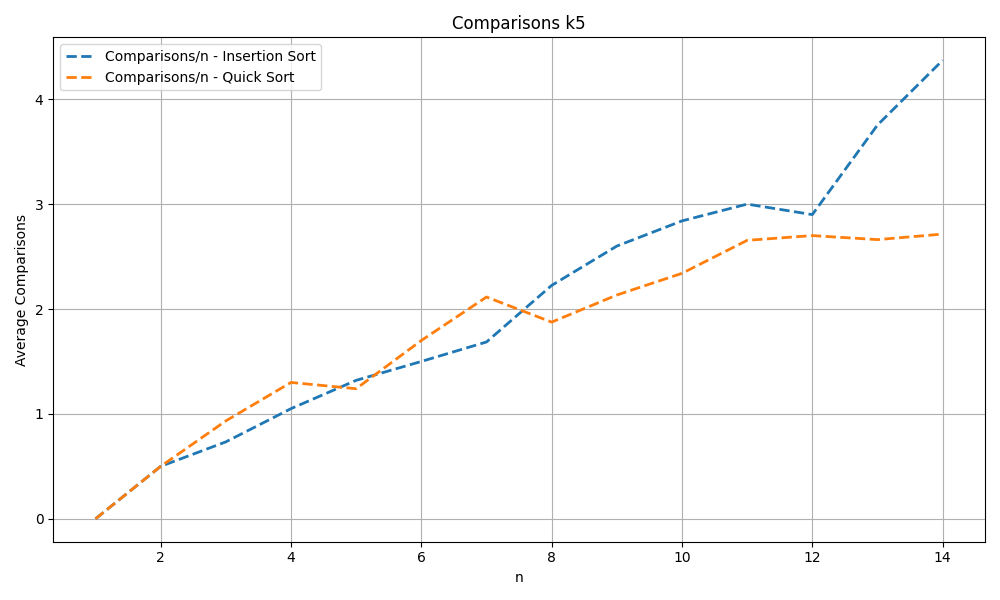 Comparisons k5
Comparisons/n - Insertion Sort
Comparisons/n - Quick Sort
Average Comparisons
4
3
2
1
0
2 4 6 8 10 12 14
n